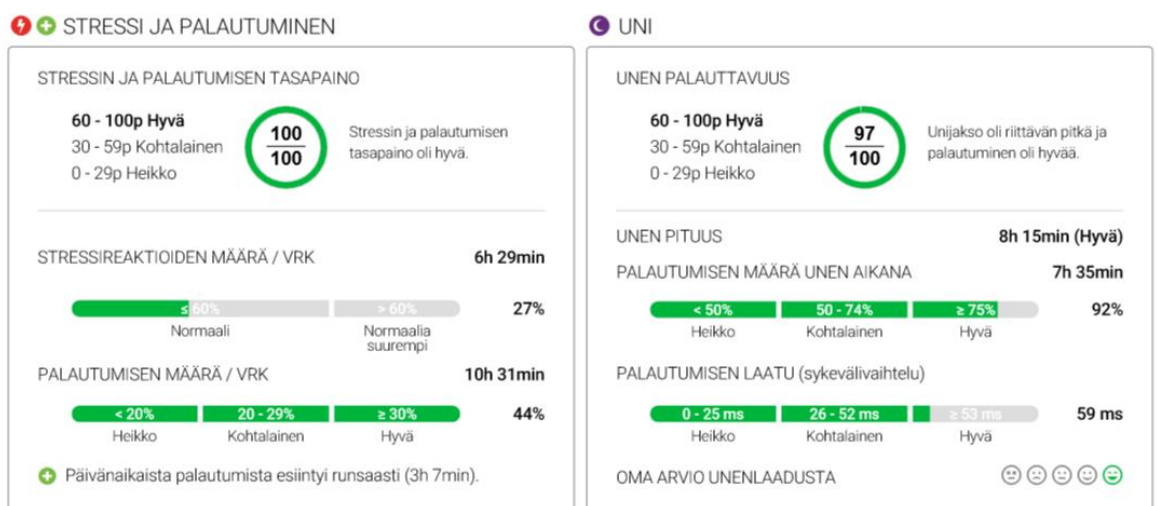 STRESSI JA PALAUTUMINEN
STRESSIN JA PALAUTUMISEN TASAPAINO
60 - 100p Hyvä
30 - 59p Kohtalainen
0 - 29p Heikko
100
100
Stressin ja palautumisen
tasapaino oli hyvä.
STRESSIREAKTIOIDEN MÄÄRÄ / VRK 6h 29min
≤ 60% > 60% 27%
Normaali Normaalia
suurempi
PALAUTUMISEN MÄÄRÄ / VRK 10h 31min
< 20% 20 - 29% ≥ 30% 44%
Heikko Kohtalainen Hyvä
Päivänaikaista palautumista esiintyi runsaasti (3h 7min).
UNI
UNEN PALAUTTAVUUS
60 - 100p Hyvä
30 - 59p Kohtalainen
0 - 29p Heikko
97
100
Unijakso oli riittävän pitkä ja
palautuminen oli hyvää.
UNEN PITUUS 8h 15min (Hyvä)
PALAUTUMISEN MÄÄRÄ UNEN AIKANA 7h 35min
< 50% 50 - 74% ≥ 75% 92%
Heikko Kohtalainen Hyvä
PALAUTUMISEN LAATU (sykevälivaihtelu)
0 - 25 ms 26 - 52 ms ≥ 53 ms 59 ms
Heikko Kohtalainen Hyvä
OMA ARVIO UNENLAADUSTA